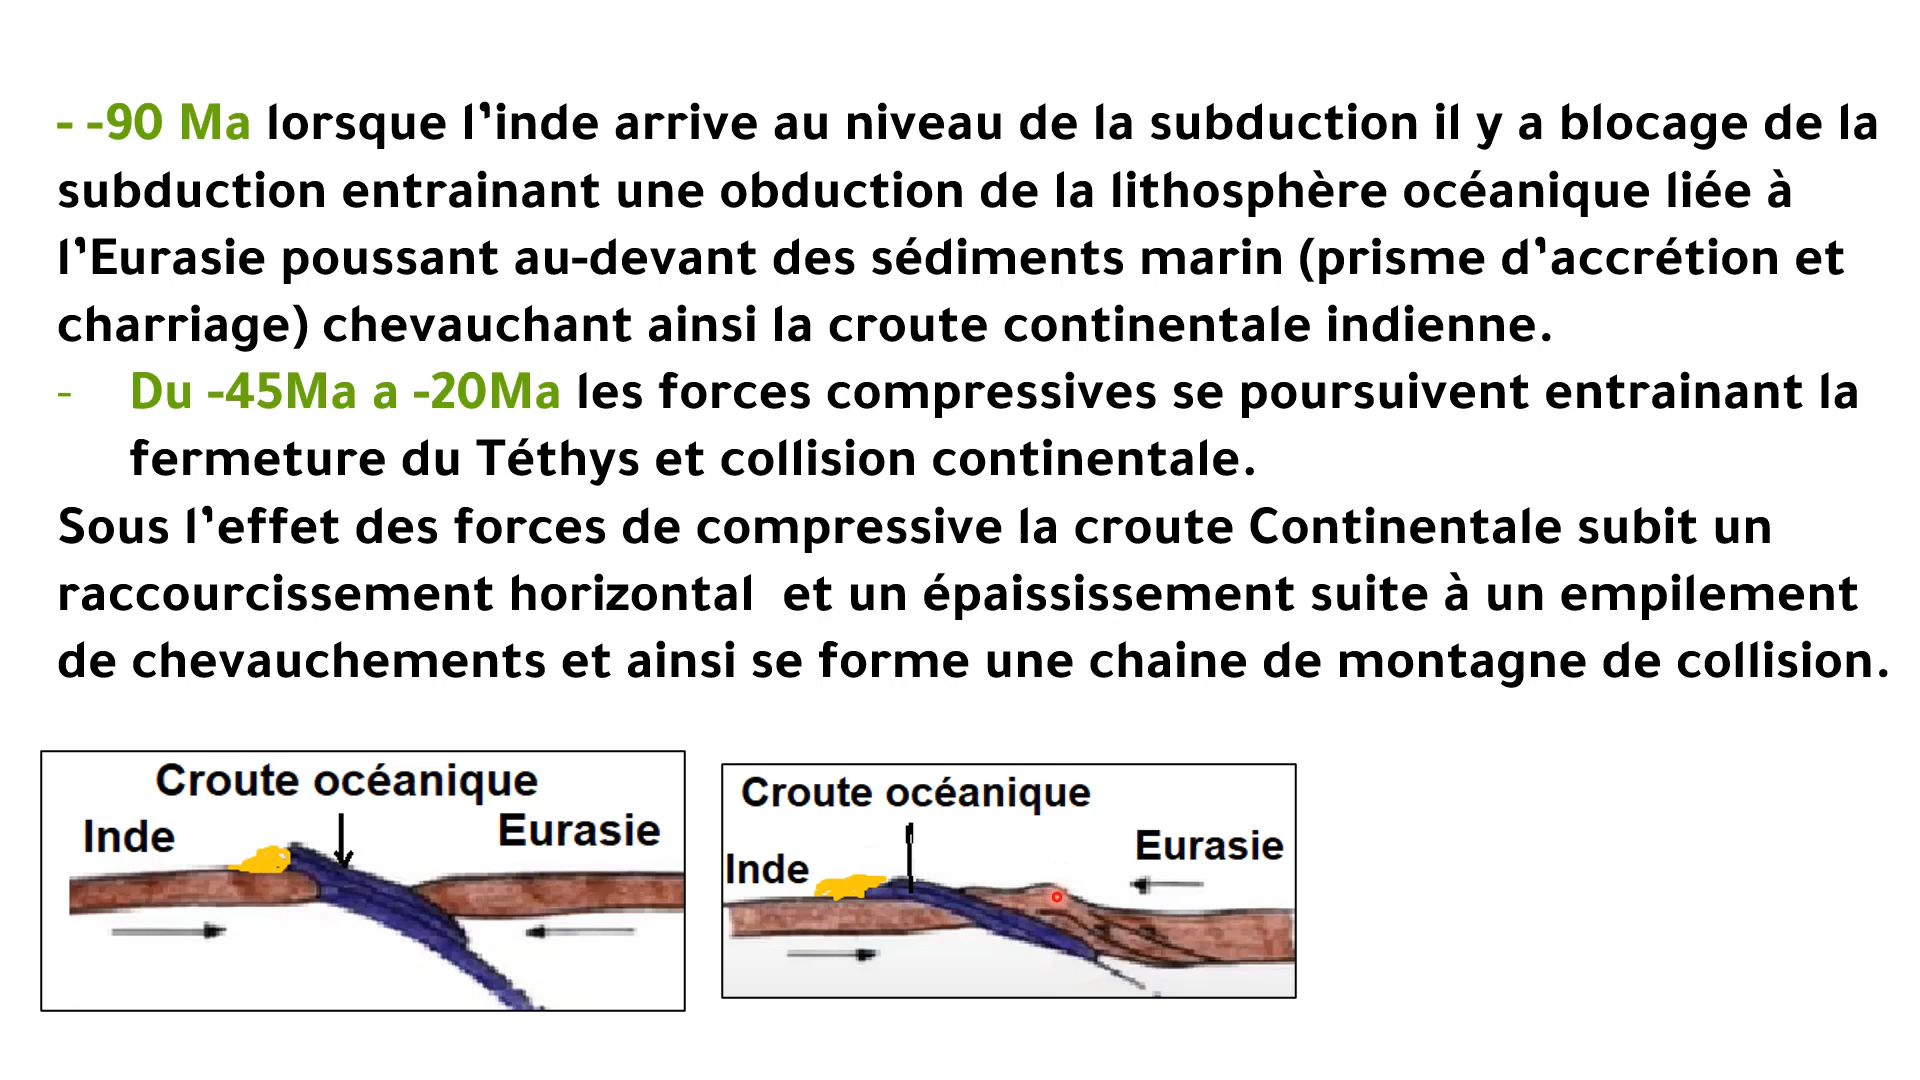 - -90 Ma lorsque l'inde arrive au niveau de la subduction il y a blocage de la
subduction entrainant une obduction de la lithosphère océanique liée à
l'Eurasie poussant au-devant des sédiments marin (prisme d'accrétion et
charriage) chevauchant ainsi la croute continentale indienne.
- Du -45Ma a -20Ma les forces compressives se poursuivent entrainant la
fermeture du Téthys et collision continentale.
Sous l'effet des forces de compressive la croute Continentale subit un
raccourcissement horizontal et un épaississement suite à un empilement
de chevauchements et ainsi se forme une chaine de montagne de collision.
Croute océanique
Inde
Eurasie
Croute océanique
Inde
Eurasie